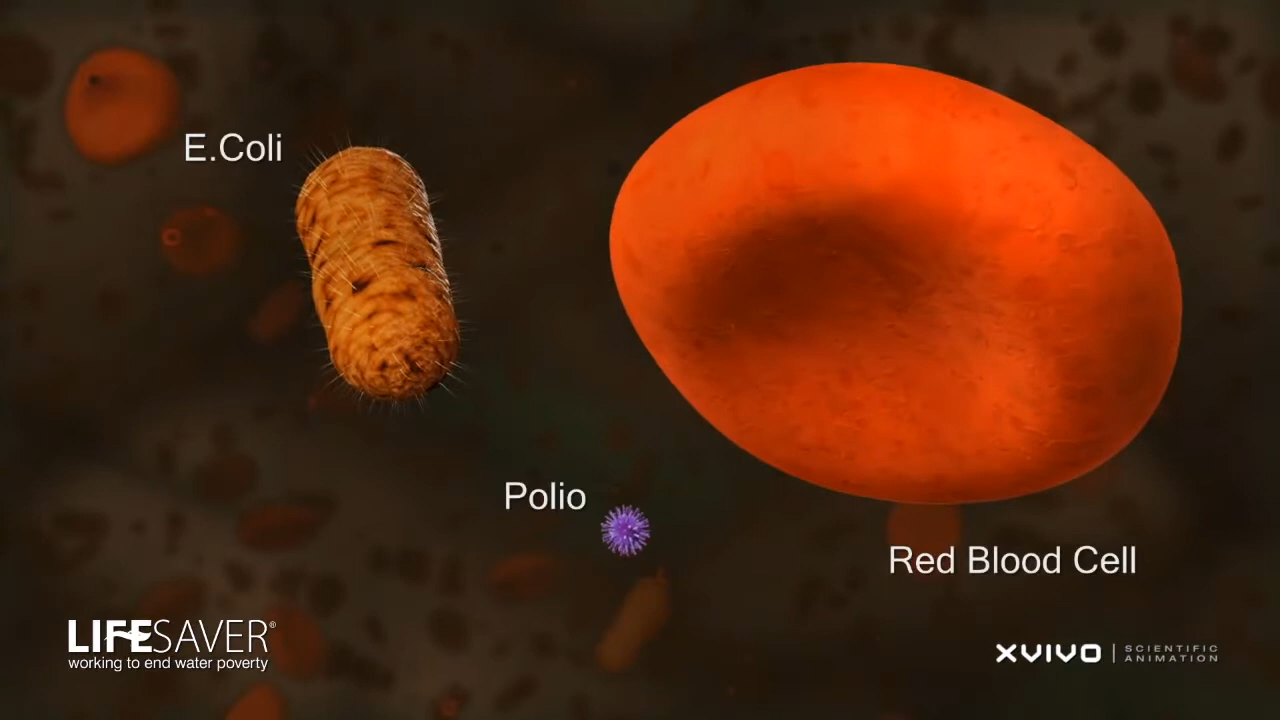 E.Coli
Polio
Red Blood Cell
LIFESAVER®
working to end water poverty
XVIVO | SCIENTIFIC
ANIMATION